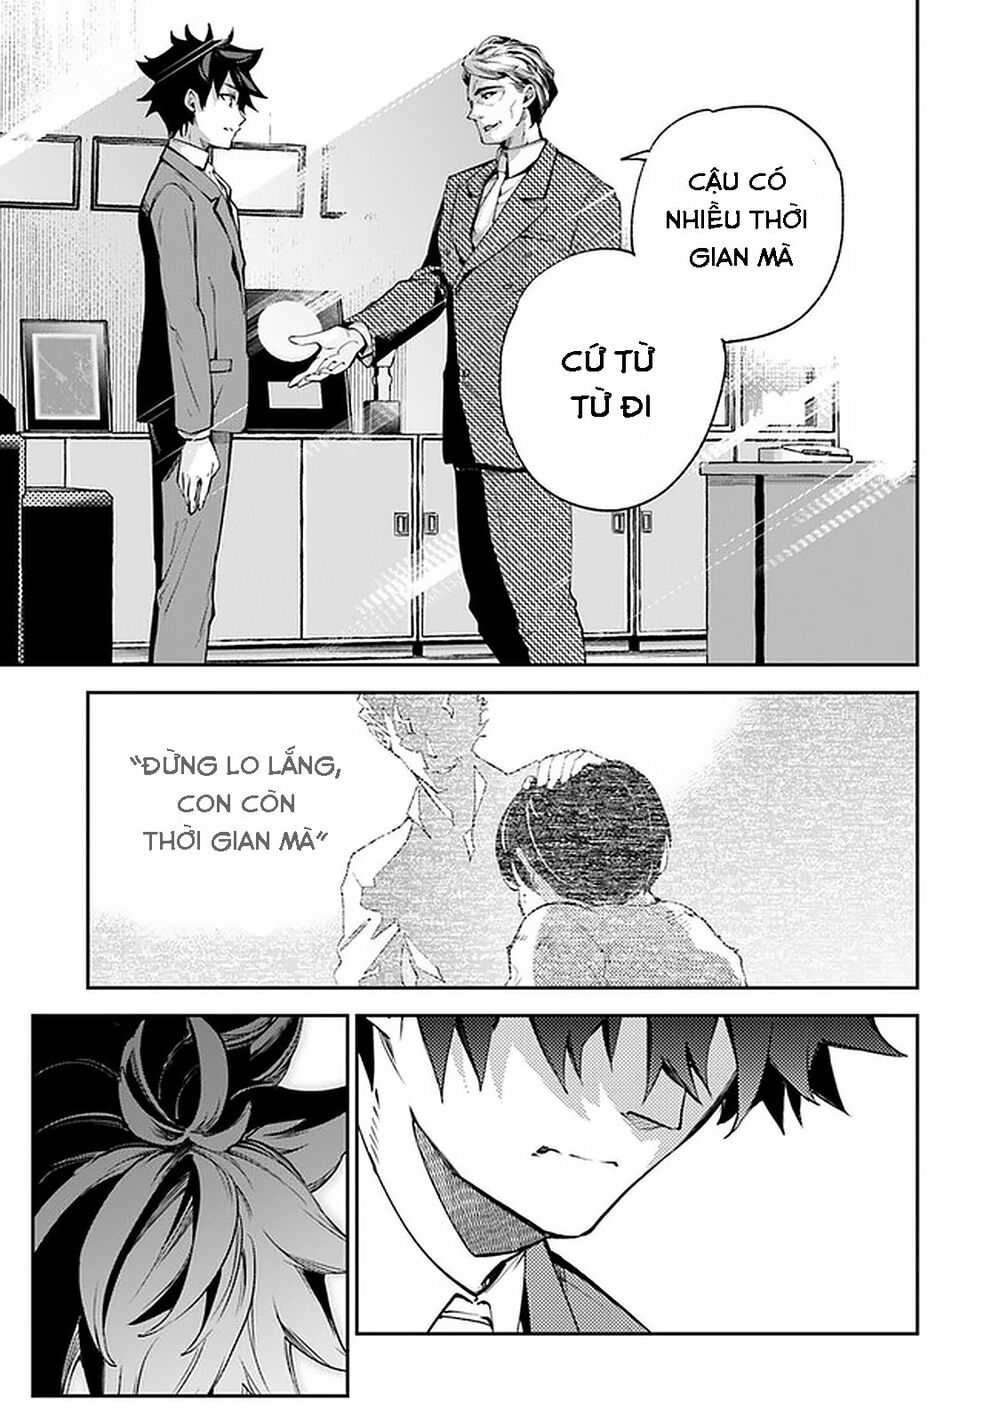 CẬU CÓ
NHIỀU THỜI
GIAN MÀ
CỨ TỪ
TỪ ĐI
“ĐỪNG LO LẮNG,
CON CÒN
THỜI GIAN MÀ”